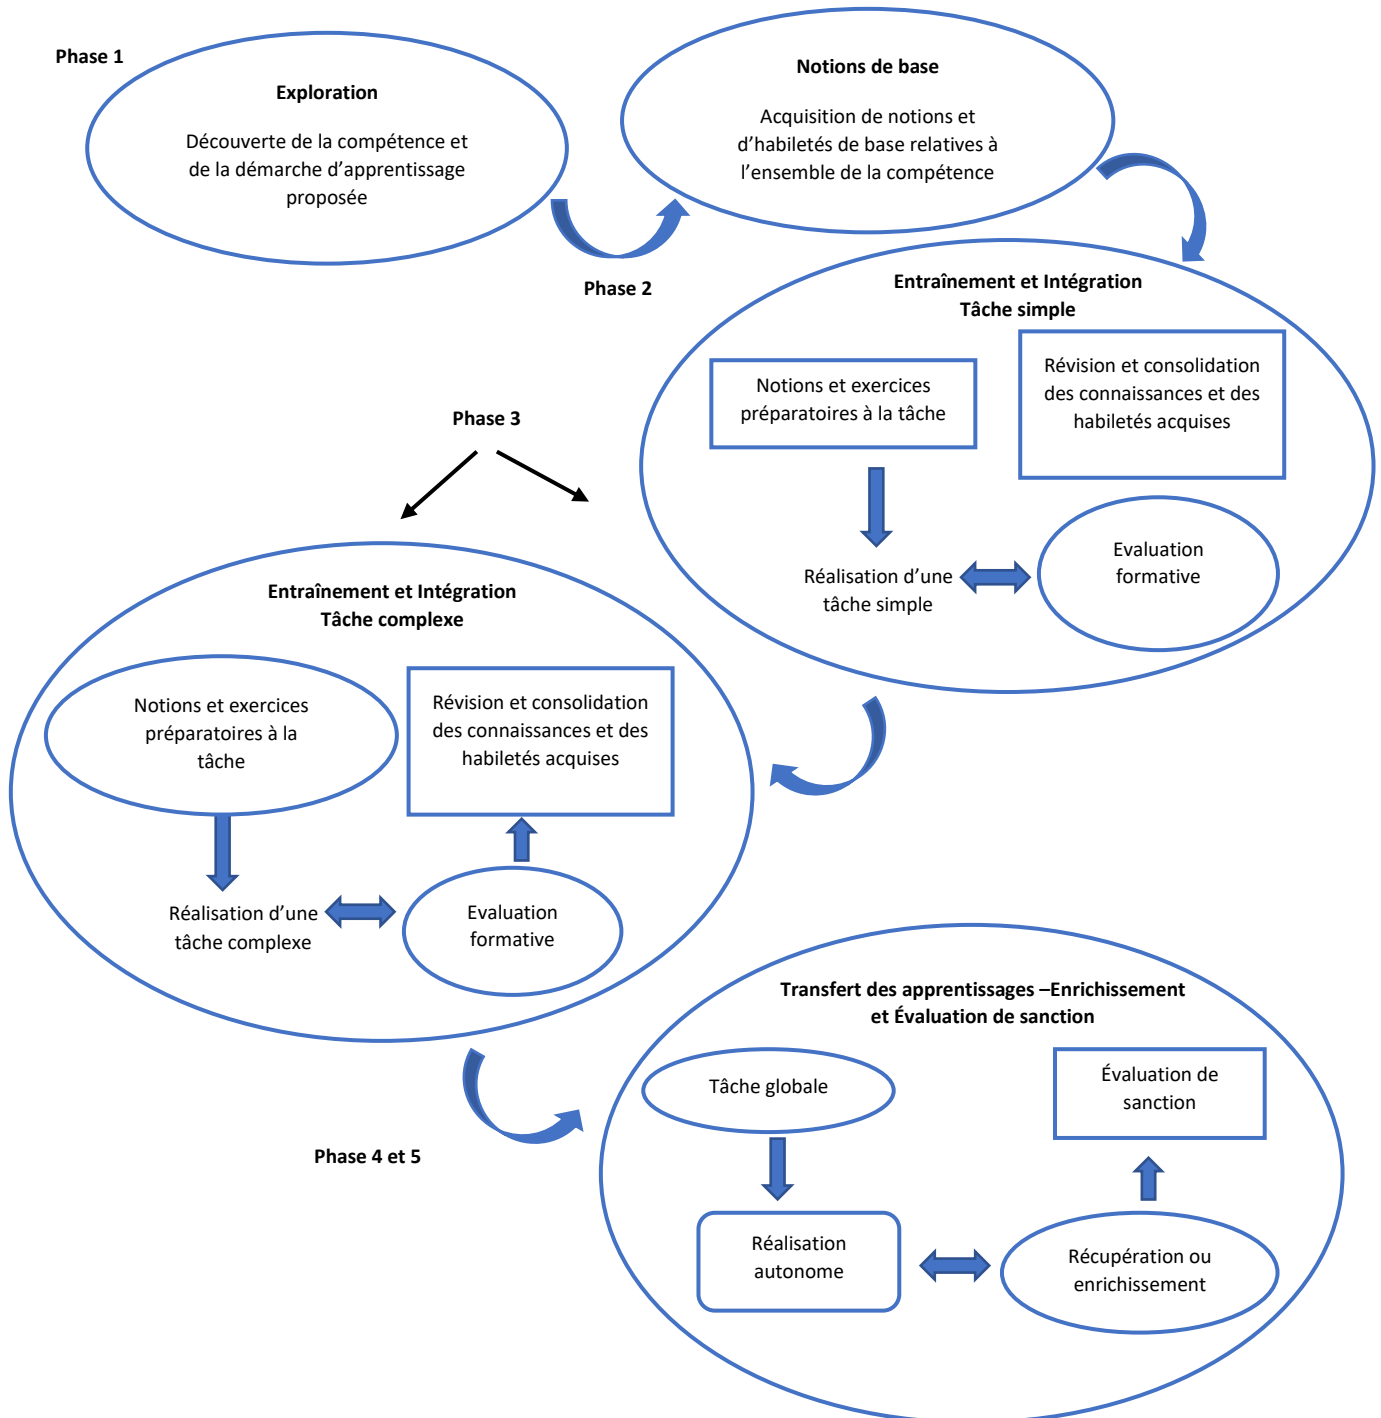 Phase 1
Exploration
Découverte de la compétence et
de la démarche d’apprentissage
proposée
Notions de base
Acquisition de notions et
d’habiletés de base relatives à
l’ensemble de la compétence
Phase 2
Entraînement et Intégration
Tâche simple
Notions et exercices
préparatoires à la tâche
Révision et consolidation
des connaissances et des
habiletés acquises
Réalisation d’une
tâche simple
Evaluation
formative
Phase 3
Entraînement et Intégration
Tâche complexe
Notions et exercices
préparatoires à la
tâche
Révision et consolidation
des connaissances et des
habiletés acquises
Réalisation d’une
tâche complexe
Evaluation
formative
Phase 4 et 5
Transfert des apprentissages –Enrichissement
et Évaluation de sanction
Tâche globale
Évaluation de
sanction
Réalisation
autonome
Récupération ou
enrichissement